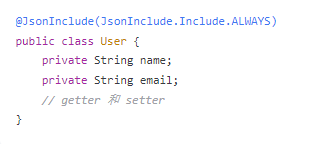 @JsonInclude(JsonInclude.Include.ALWAYS)
public class User {
    private String name;
    private String email;
    // getter 和 setter
}